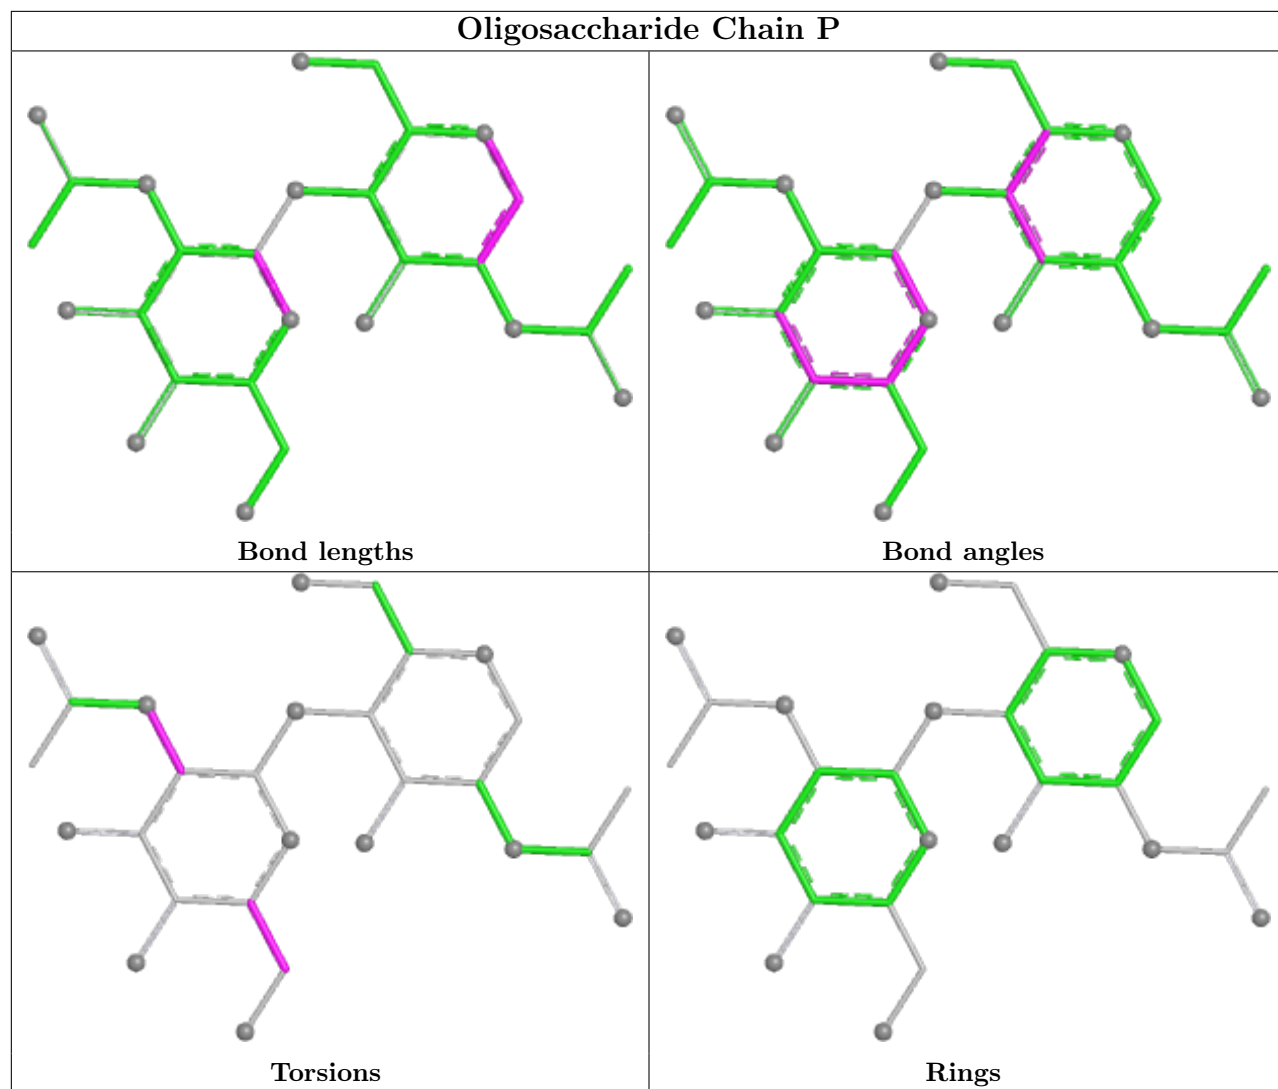 Oligosaccharide Chain P
Bond lengths
Bond angles
Torsions
Rings